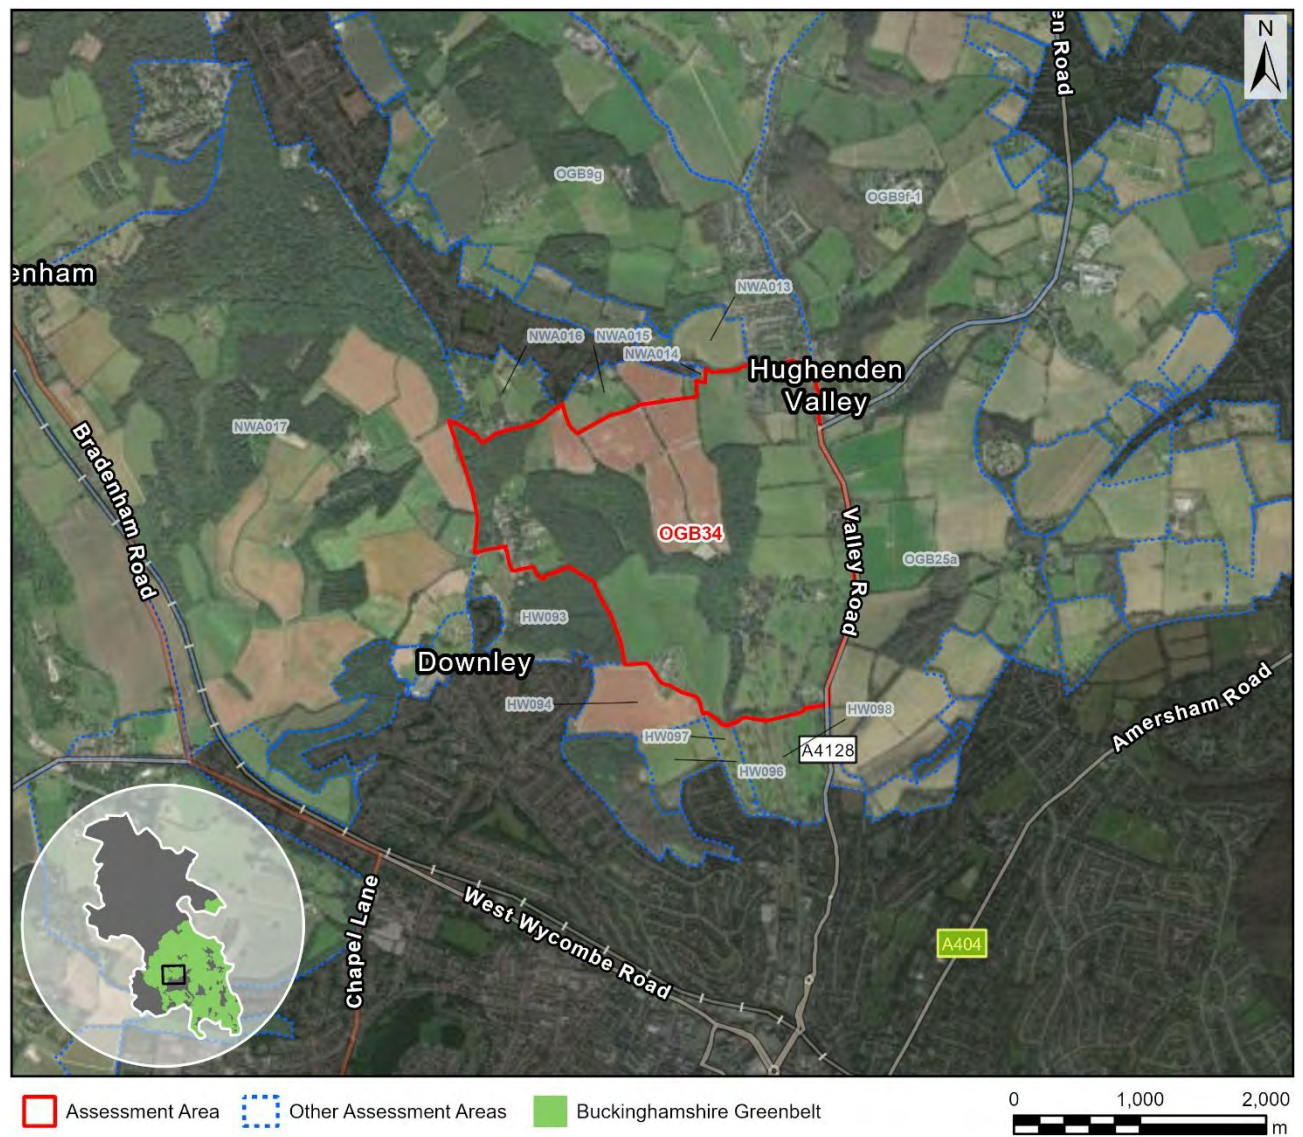 en Road
N
OGB9g
OGB9f-1
enham
NWA013
NWA016
NWA015
NWA014
Hughenden
Valley
NWA017
Bradenham Road
OGB34
Valley Road
OGB25a
HW093
Downley
HW094
HW098
Amersham Road
HW097
A4128
HW096
West Wycombe Road
Chapel Lane
A404
Assessment Area
Other Assessment Areas
Buckinghamshire Greenbelt
0 1,000 2,000
m